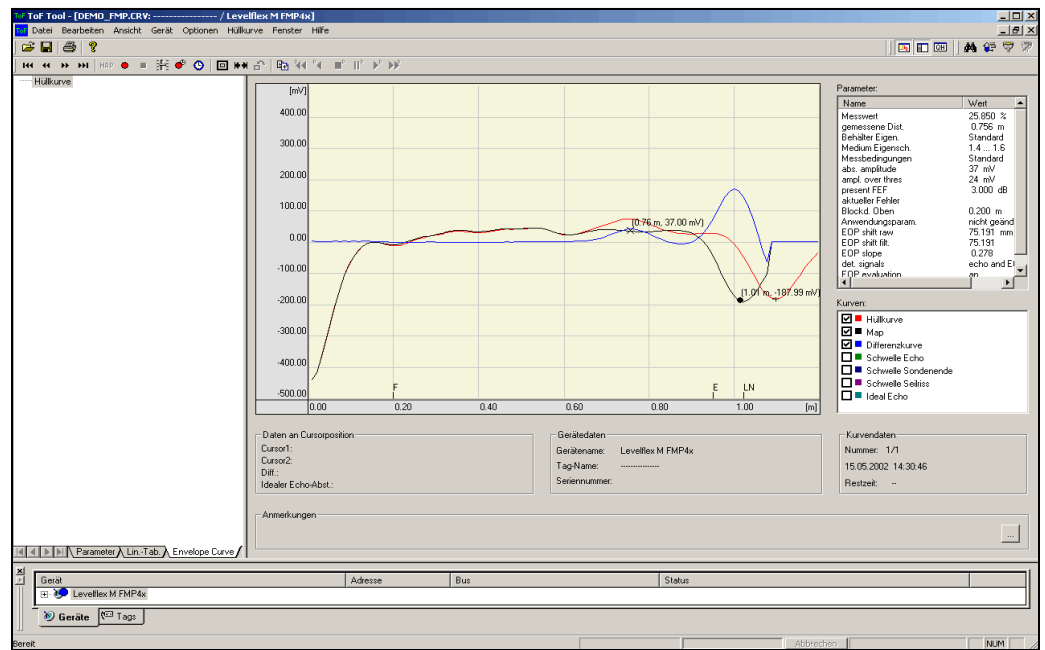 ToF Tool - [DEMO_FMP.CRV: ---------------- / Levelflex M FMP4x]
Datei Bearbeiten Ansicht Gerät Optionen Hüllkurve Fenster Hilfe
MAP
Hüllkurve
[mV]
400.00
300.00
200.00
100.00
0.00
-100.00
-200.00
-300.00
-400.00
-500.00
(0.76 m, 37.00 mV)
(1.01 m, -187.99 mV)
F E LN
0.00 0.20 0.40 0.60 0.80 1.00 [m]
Parameter:
Name Wert
Messwert 25.850 %
gemessene Dist. 0.756 m
Behälter Eigen. Standard
Medium Eigensch. 1.4 ... 1.6
Messbedingungen Standard
abs. amplitude 37 mV
ampl. over thres 24 mV
present FEF 3.000 dB
aktueller Fehler
Blockd. Oben 0.200 m
Anwendungsparam. nicht geänd
EOP shift raw 75.191 mm
EOP shift filt. 75.191
EOP slope 0.278
det. signals echo and E
EOP evaluation an
Kurven:
Hüllkurve
Map
Differenzkurve
Schwelle Echo
Schwelle Sondenende
Schwelle Seilriss
Ideal Echo
Daten an Cursorposition
Cursor1:
Cursor2:
Diff.:
Idealer Echo-Abst.:
Gerätedaten
Gerätename: Levelflex M FMP4x
Tag-Name: ----------------
Seriennummer:
Kurvendaten
Nummer: 1/1
15.05.2002 14:30:46
Restzeit: --
Anmerkungen
...
Parameter Lin.-Tab. Envelope Curve
Gerät Adresse Bus Status
Levelflex M FMP4x
Geräte Tags
Bereit Abbrechen NUM